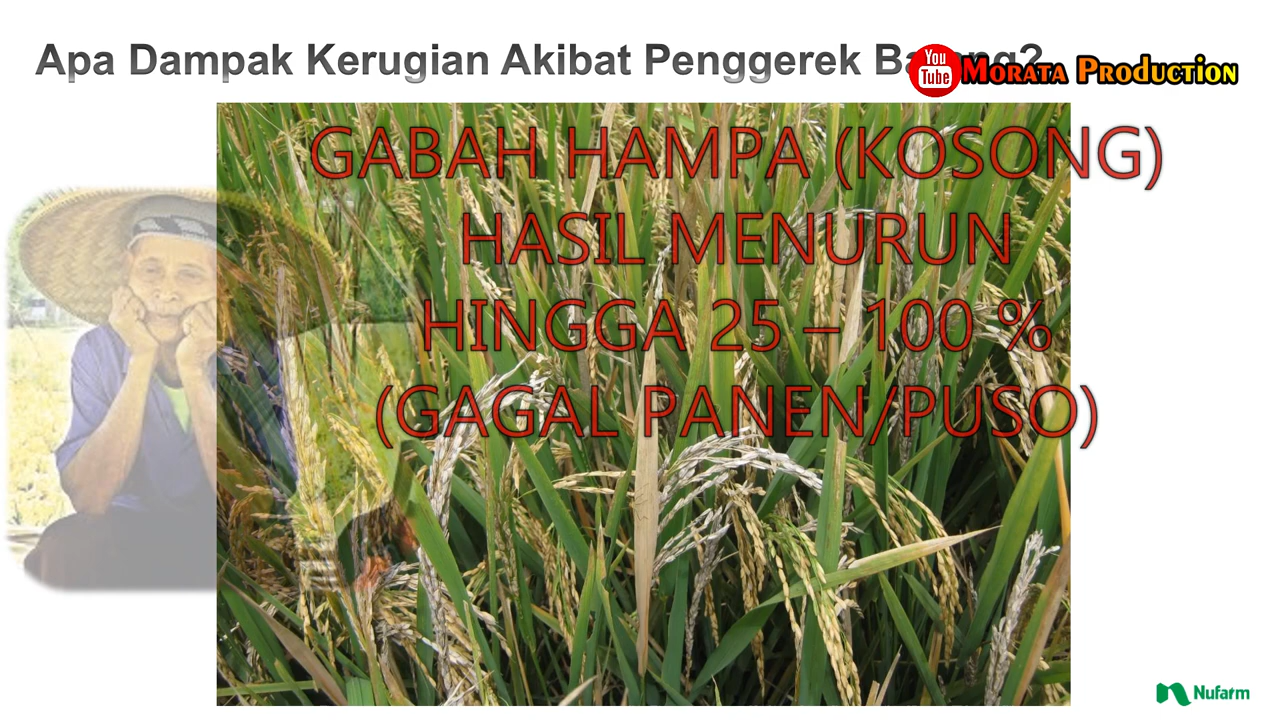 Apa Dampak Kerugian Akibat Penggerek
You
Tube
MORATA PRODUCTION
GABAH HAMPA (KOSONG)
HASIL MENURUN
HINGGA 25 – 100 %
(GAGAL PANEN/PUSO)
Nufarm